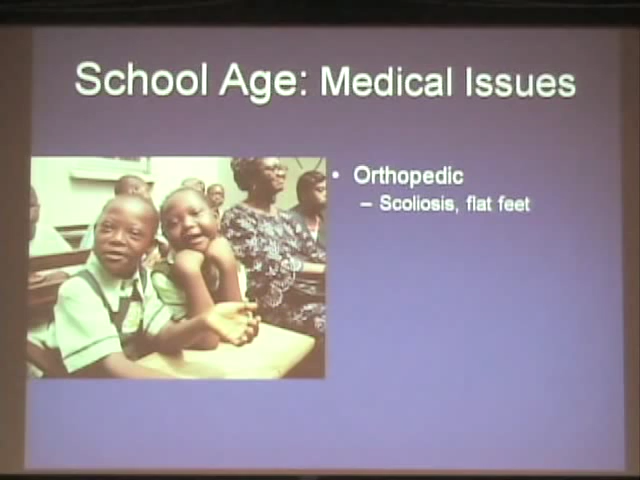 School Age: Medical Issues
• Orthopedic
– Scoliosis, flat feet